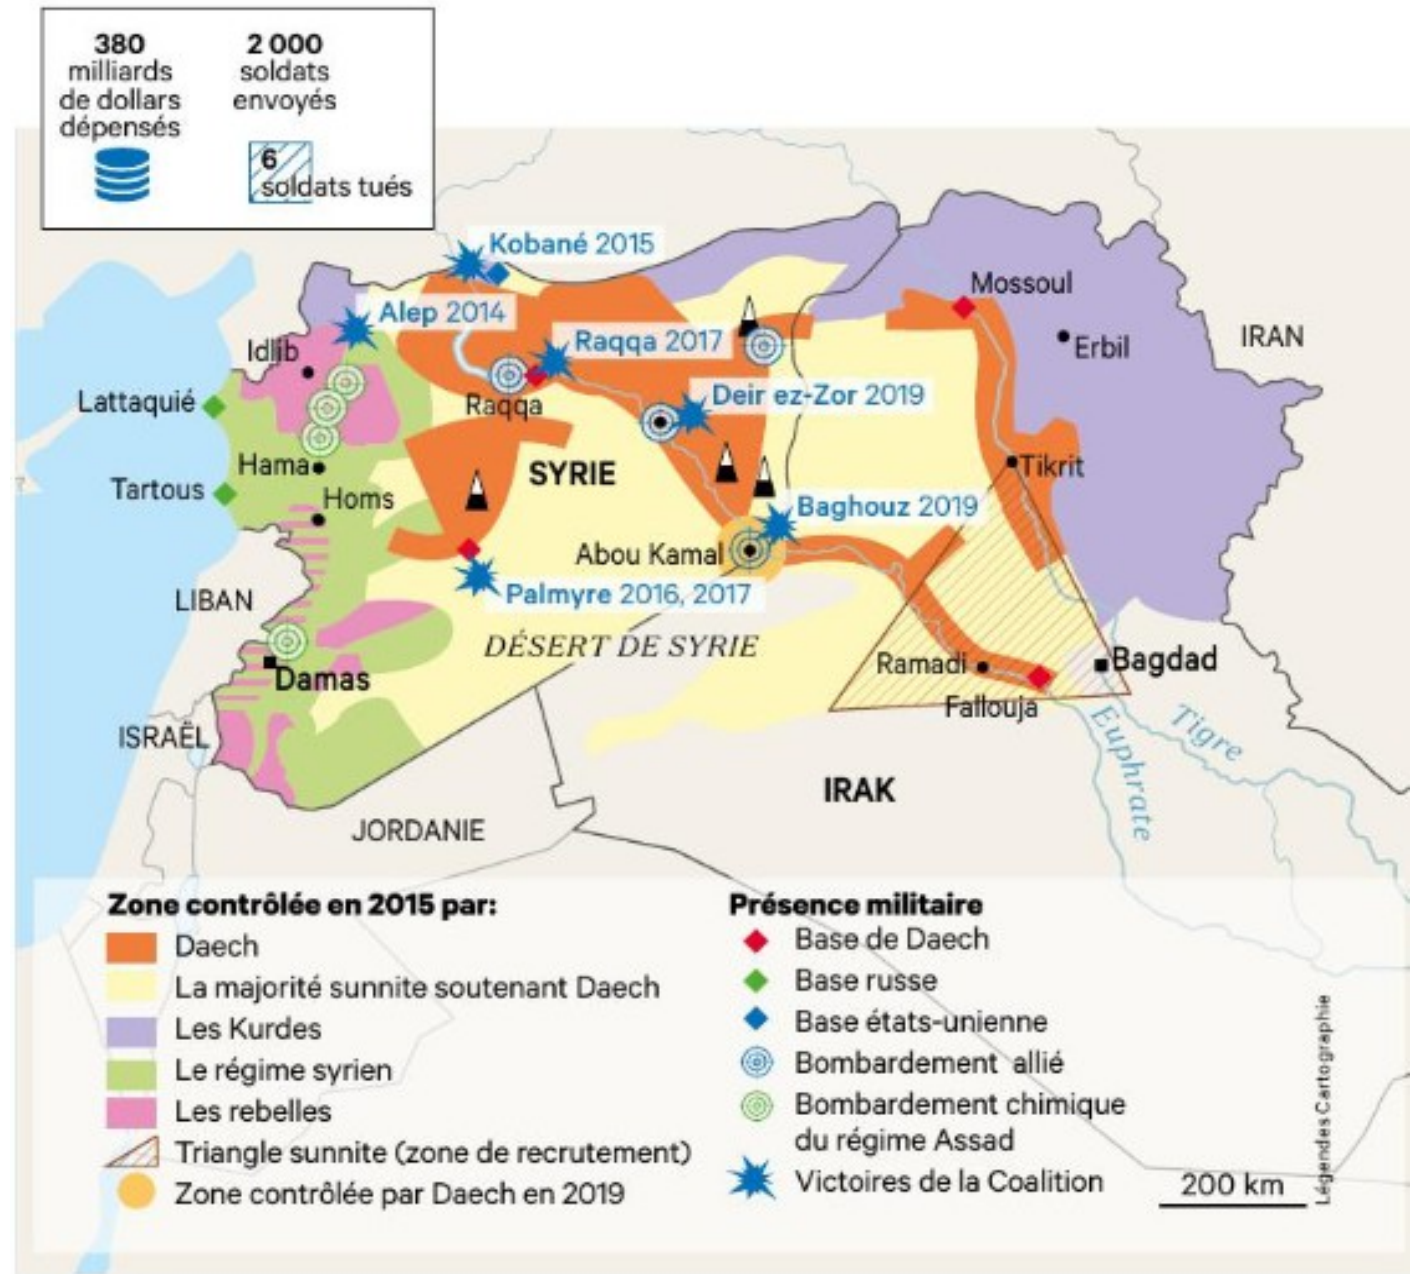 380
milliards
de dollars
dépensés
2 000
soldats
envoyés
6
soldats tués
Kobané 2015
Alep 2014
Mossoul
Idlib
Raqqa 2017
Erbil
IRAN
Lattaquié
Raqqa
Deir ez-Zor 2019
Hama
SYRIE
Tikrit
Tartous
Homs
Baghouz 2019
Abou Kamal
LIBAN
Palmyre 2016, 2017
DÉSERT DE SYRIE
Damas
Ramadi
Bagdad
Fallouja
ISRAËL
Euphrate
Tigre
IRAK
JORDANIE
Zone contrôlée en 2015 par:
Daech
La majorité sunnite soutenant Daech
Les Kurdes
Le régime syrien
Les rebelles
Triangle sunnite (zone de recrutement)
Zone contrôlée par Daech en 2019
Présence militaire
Base de Daech
Base russe
Base états-unienne
Bombardement allié
Bombardement chimique
du régime Assad
Victoires de la Coalition
200 km
Légendes Cartographie